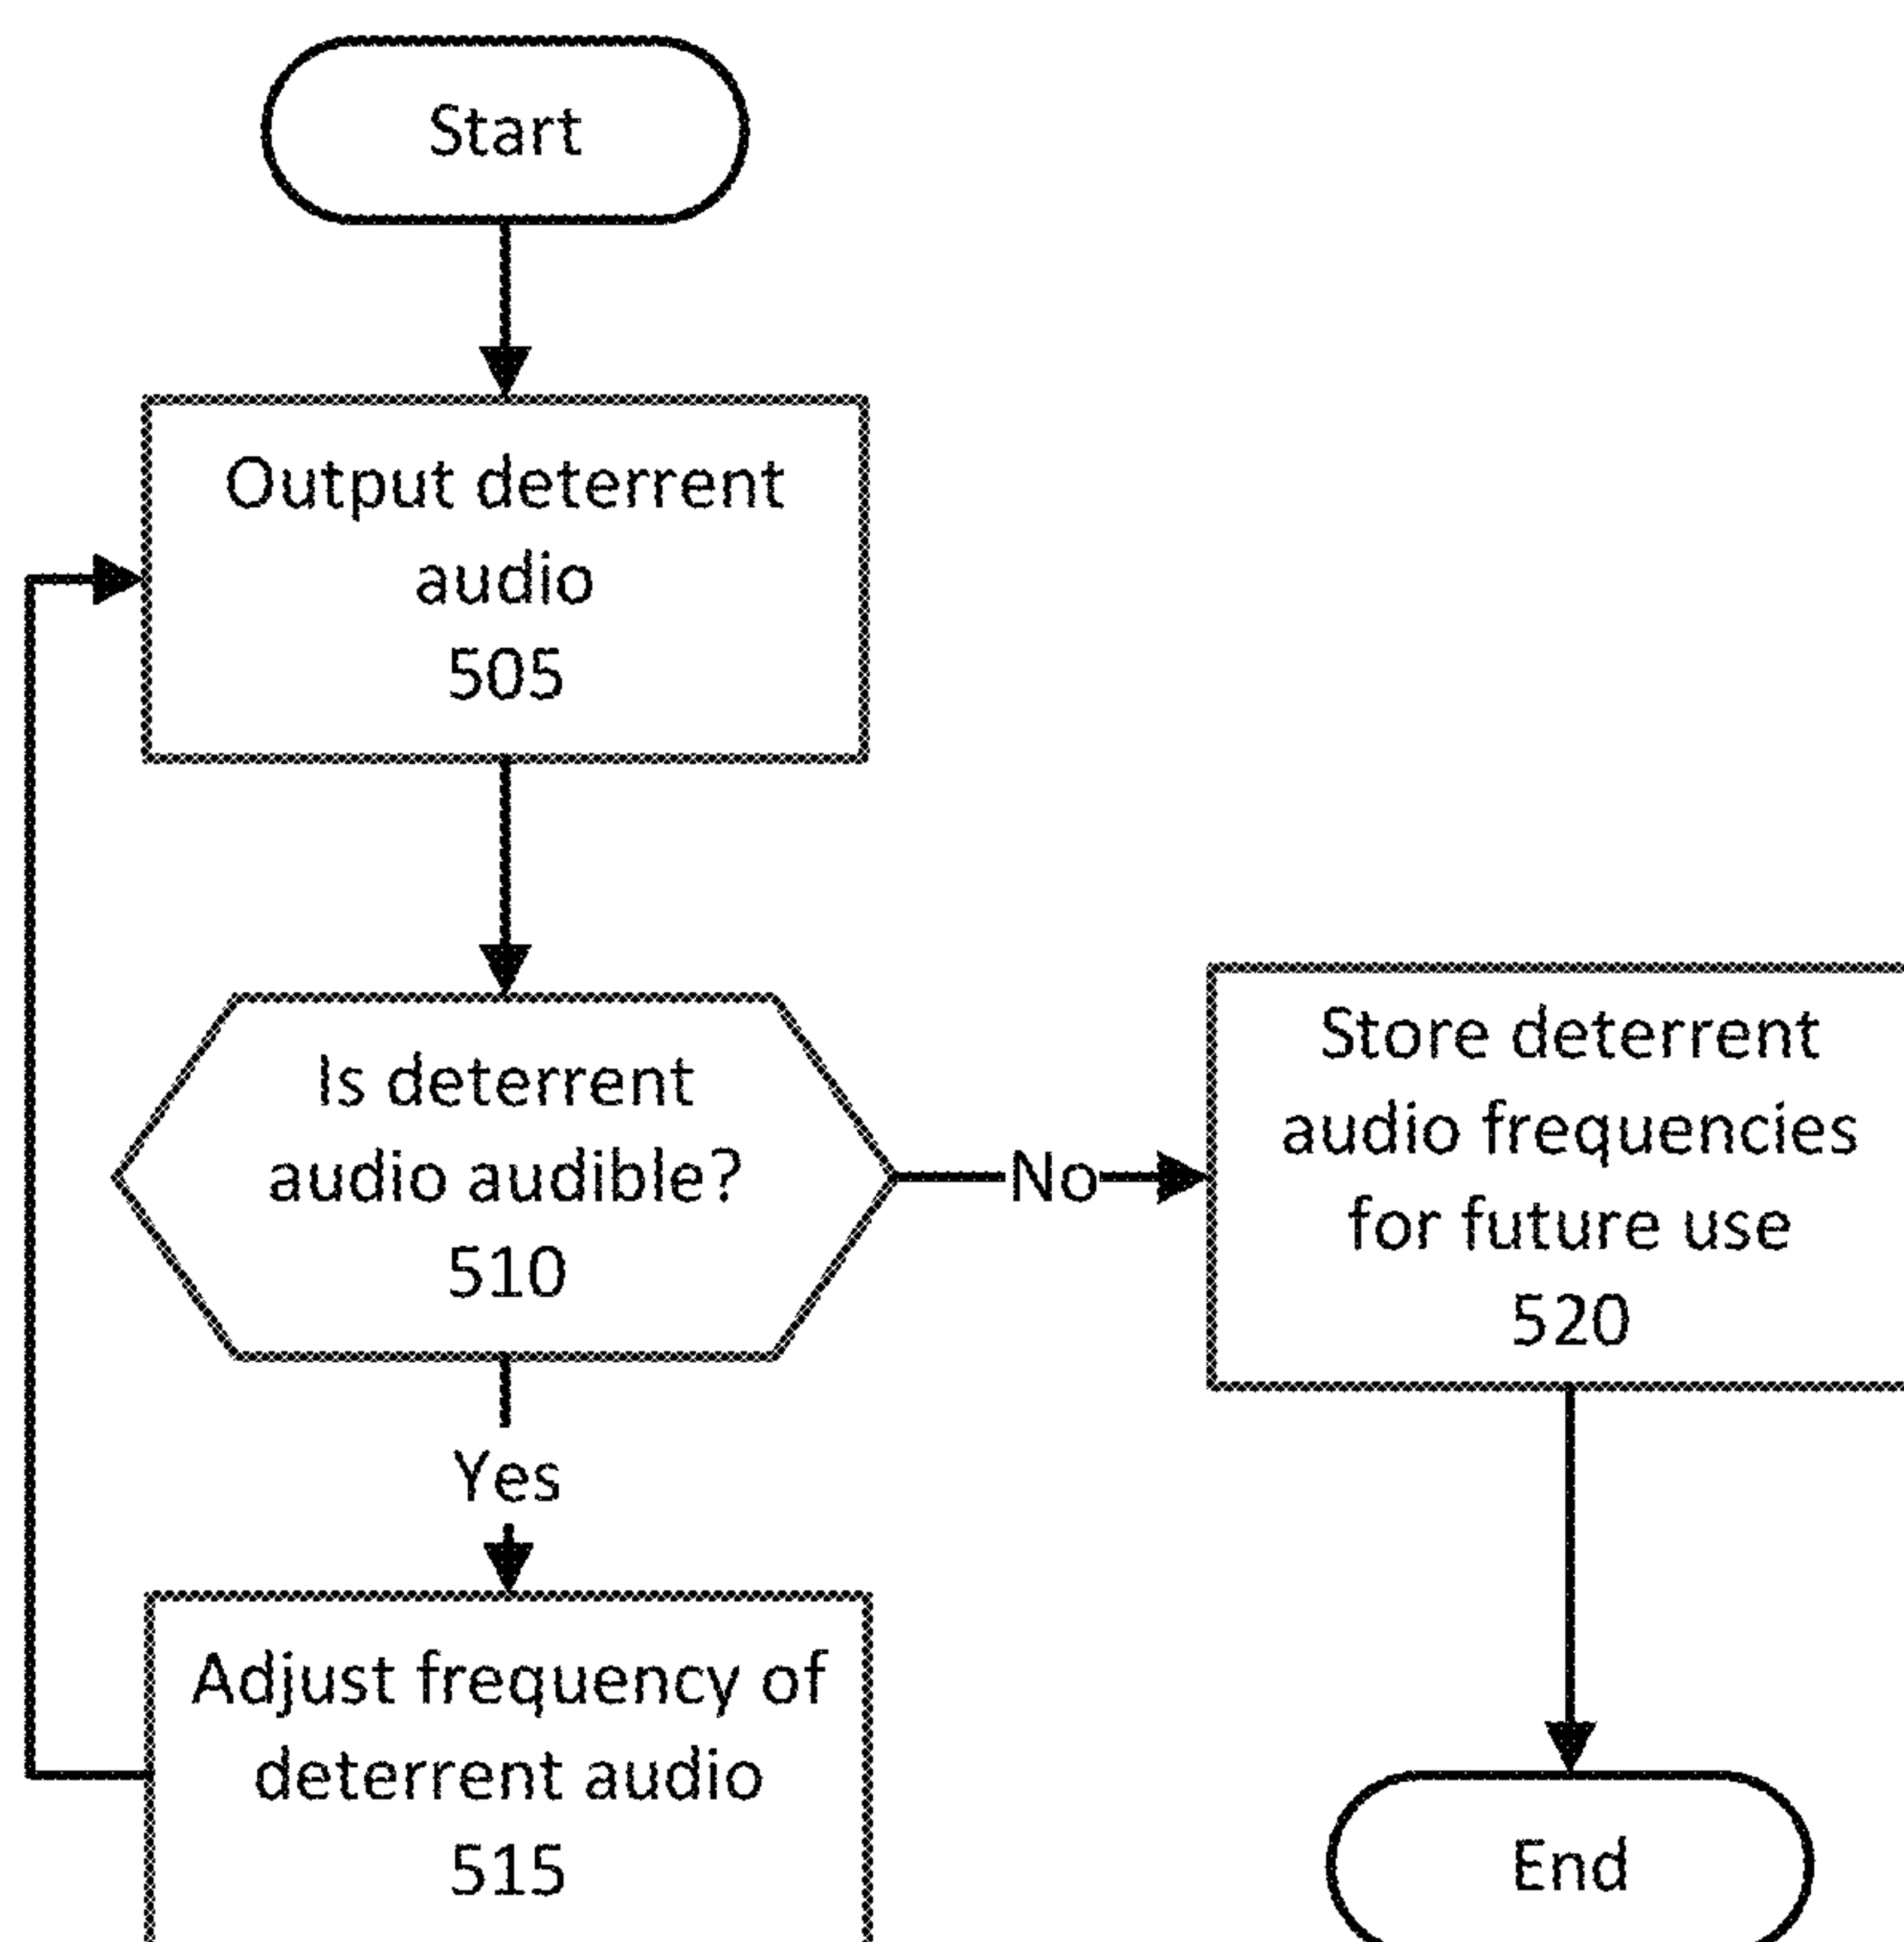 Start
Output deterrent
audio
505
Is deterrent
audio audible?
510
No
Store deterrent
audio frequencies
for future use
520
Yes
Adjust frequency of
deterrent audio
515
End